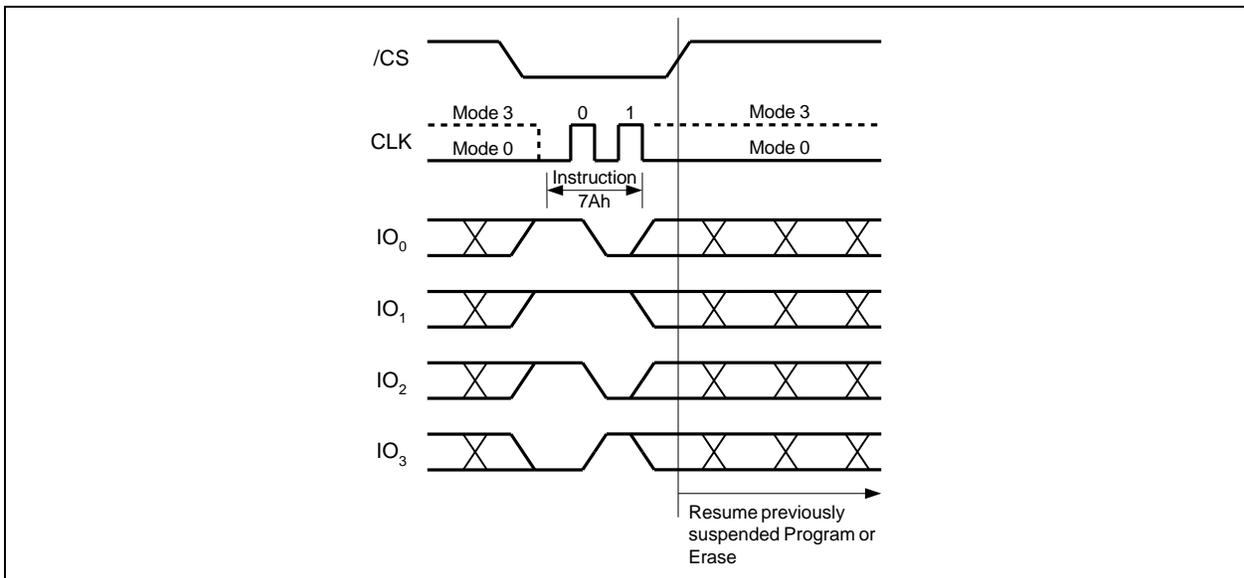 /CS
Mode 3 0 1 Mode 3
CLK
Mode 0 Mode 0
Instruction
7Ah
IO0
IO1
IO2
IO3
Resume previously
suspended Program or
Erase